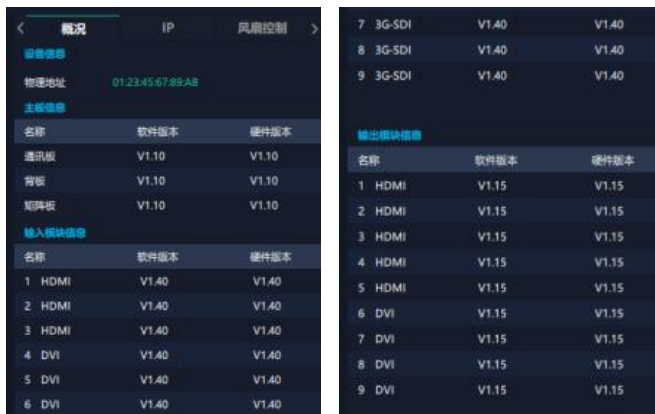 < 概况 IP 风扇控制 >
设备信息
物理地址 01:23:45:67:89:AB
主板信息
名称 软件版本 硬件版本
通讯板 V1.10 V1.10
背板 V1.10 V1.10
矩阵板 V1.10 V1.10
输入模块信息
名称 软件版本 硬件版本
1 HDMI V1.40 V1.40
2 HDMI V1.40 V1.40
3 HDMI V1.40 V1.40
4 DVI V1.40 V1.40
5 DVI V1.40 V1.40
6 DVI V1.40 V1.40
7 3G-SDI V1.40 V1.40
8 3G-SDI V1.40 V1.40
9 3G-SDI V1.40 V1.40
输出模块信息
名称 软件版本 硬件版本
1 HDMI V1.15 V1.15
2 HDMI V1.15 V1.15
3 HDMI V1.15 V1.15
4 HDMI V1.15 V1.15
5 HDMI V1.15 V1.15
6 DVI V1.15 V1.15
7 DVI V1.15 V1.15
8 DVI V1.15 V1.15
9 DVI V1.15 V1.15